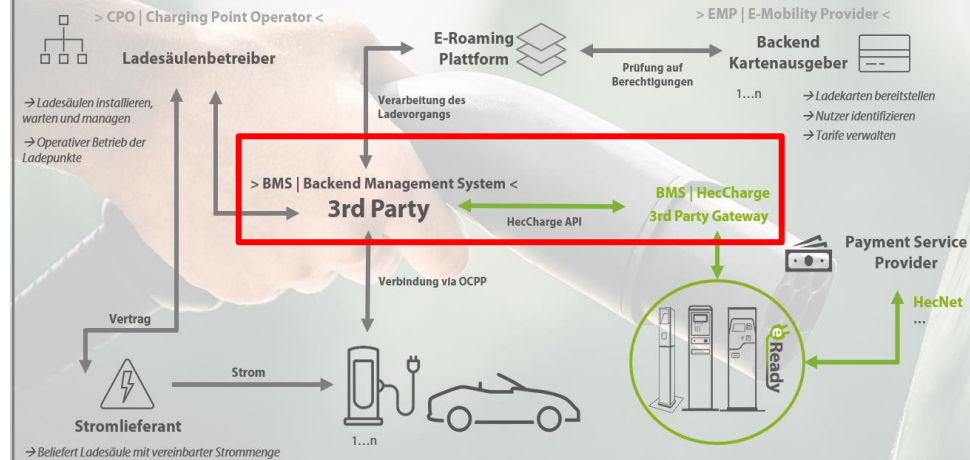 > CPO | Charging Point Operator <
Ladesäulenbetreiber
→ Ladesäulen installieren,
warten und managen
→ Operativer Betrieb der
Ladepunkte
E-Roaming
Plattform
Verarbeitung des
Ladevorgangs
Prüfung auf
Berechtigungen
> EMP | E-Mobility Provider <
Backend
Kartenausgeber
1…n
→ Ladekarten bereitstellen
→ Nutzer identifizieren
→ Tarife verwalten
> BMS | Backend Management System <
3rd Party
HecCharge API
BMS | HecCharge
3rd Party Gateway
Verbindung via OCPP
Payment Service
Provider
HecNet
…
eReady
Vertrag
Strom
Stromlieferant
→ Beliefert Ladesäule mit vereinbarter Strommenge
1…n